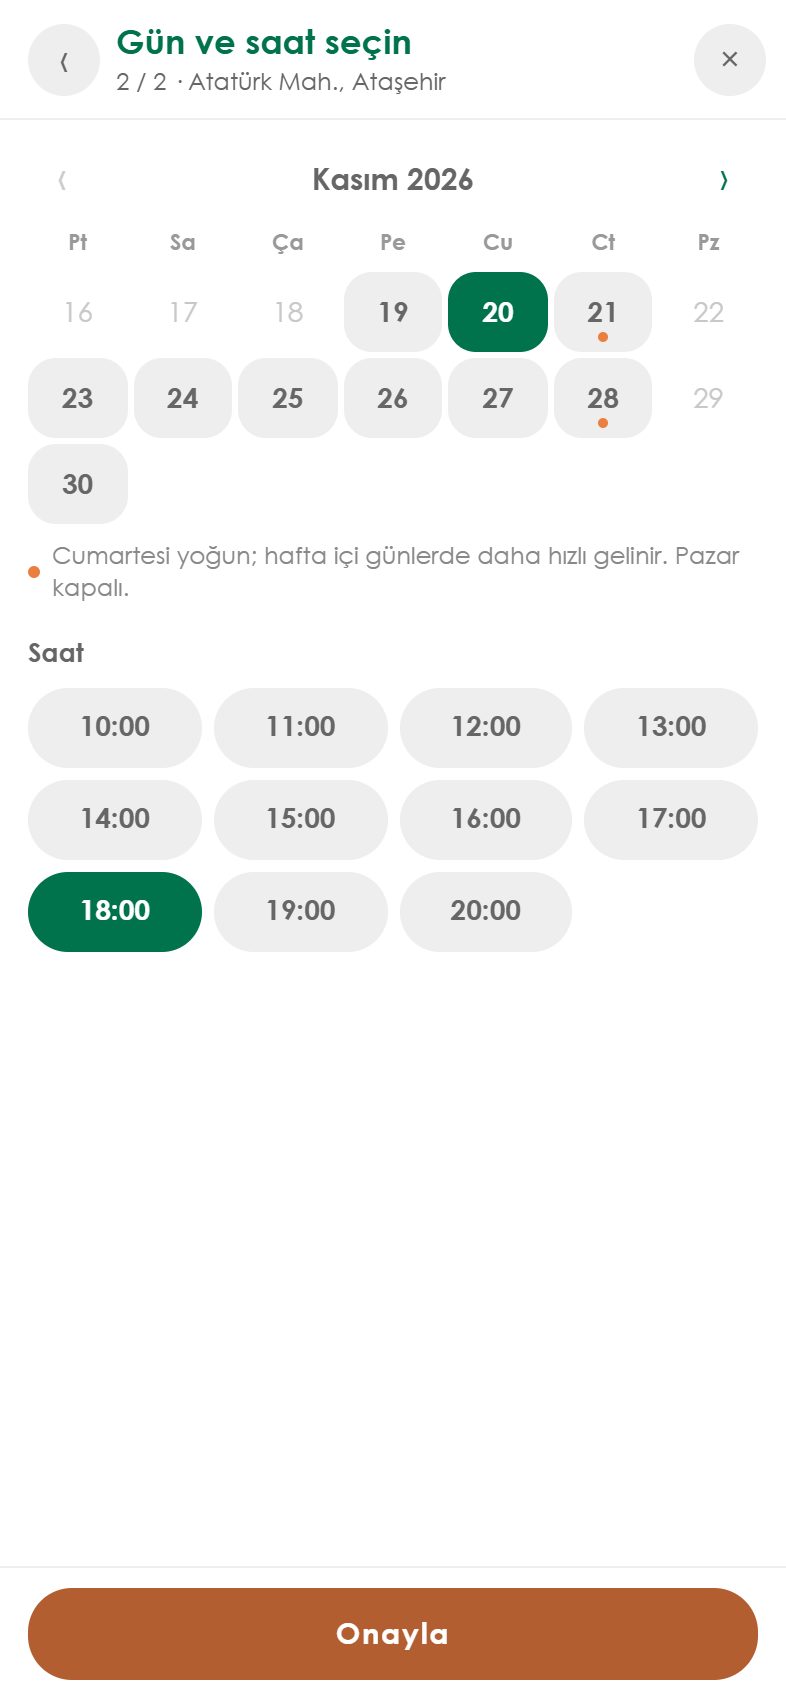 Gün ve saat seçin
2 / 2 · Atatürk Mah., Ataşehir
Kasım 2026
Pt Sa Ça Pe Cu Ct Pz
16 17 18 19 20 21 22
23 24 25 26 27 28 29
30
Cumartesi yoğun; hafta içi günlerde daha hızlı gelinir. Pazar
kapalı.
Saat
10:00 11:00 12:00 13:00
14:00 15:00 16:00 17:00
18:00 19:00 20:00
Onayla